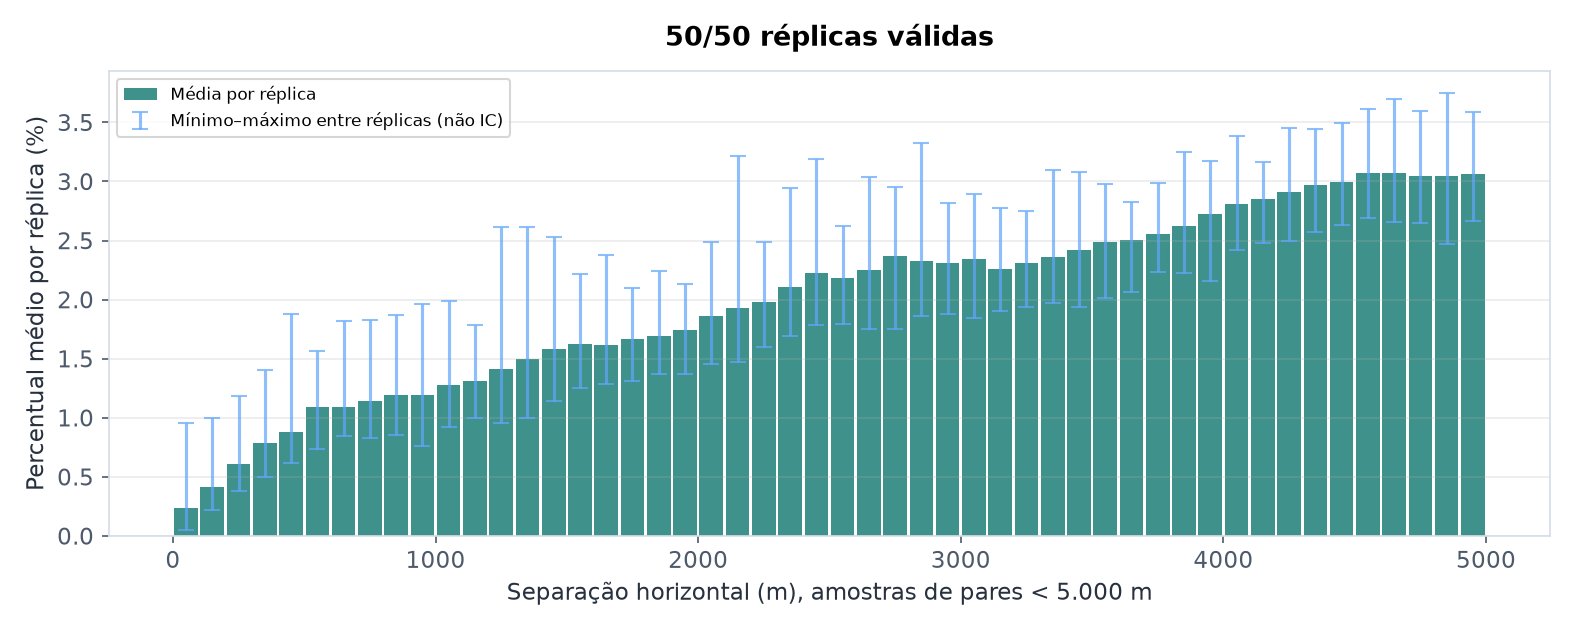 50/50 réplicas válidas
Média por réplica
Mínimo–máximo entre réplicas (não IC)
Percentual médio por réplica (%)
3.5
3.0
2.5
2.0
1.5
1.0
0.5
0.0
0 1000 2000 3000 4000 5000
Separação horizontal (m), amostras de pares < 5.000 m